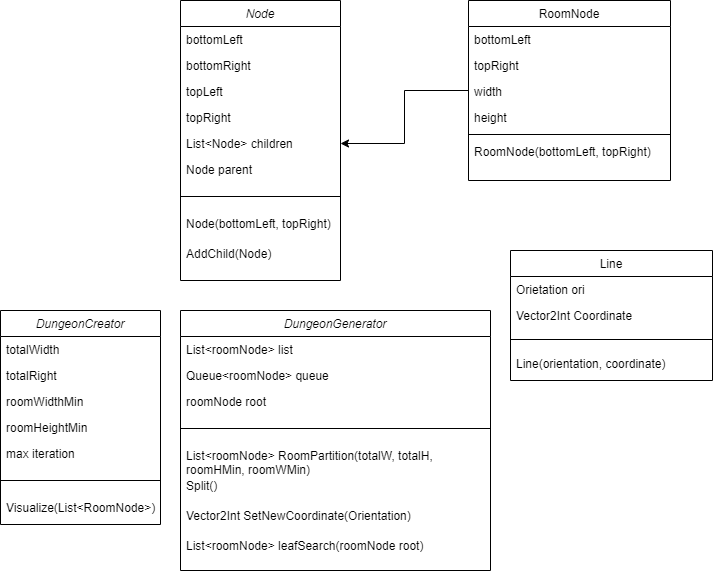 Node
bottomLeft
bottomRight
topLeft
topRight
List<Node> children
Node parent
Node(bottomLeft, topRight)
AddChild(Node)
RoomNode
bottomLeft
topRight
width
height
RoomNode(bottomLeft, topRight)
Line
Orietation ori
Vector2Int Coordinate
Line(orientation, coordinate)
DungeonCreator
totalWidth
totalRight
roomWidthMin
roomHeightMin
max iteration
Visualize(List<RoomNode>)
DungeonGenerator
List<roomNode> list
Queue<roomNode> queue
roomNode root
List<roomNode> RoomPartition(totalW, totalH,
roomHMin, roomWMin)
Split()
Vector2Int SetNewCoordinate(Orientation)
List<roomNode> leafSearch(roomNode root)